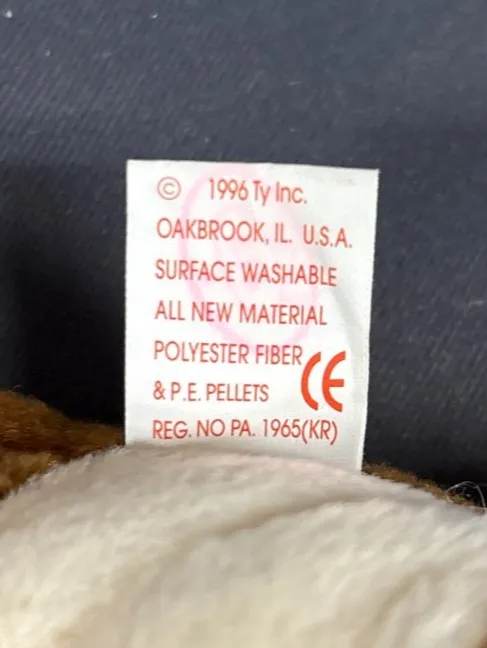 © 1996 Ty Inc.
OAKBROOK, IL. U.S.A.
SURFACE WASHABLE
ALL NEW MATERIAL
POLYESTER FIBER
& P.E. PELLETS CE
REG. NO PA. 1965(KR)